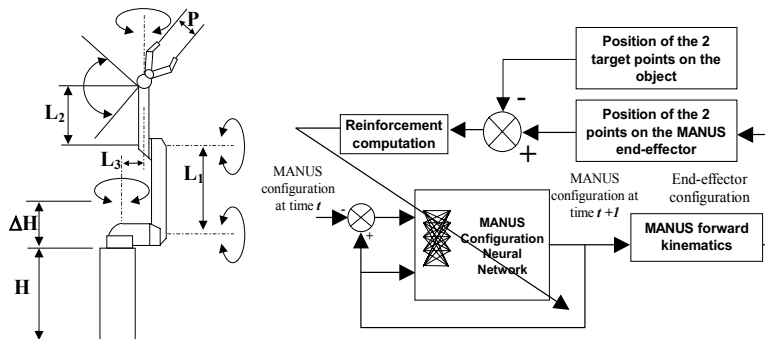 P
L2
L3
L1
ΔH
H
Position of the 2
target points on the
object
-
Reinforcement
computation
+
Position of the 2
points on the MANUS
end-effector
MANUS
configuration
at time t
-
+
MANUS
Configuration
Neural
Network
MANUS
configuration at
time t +1
End-effector
configuration
MANUS forward
kinematics